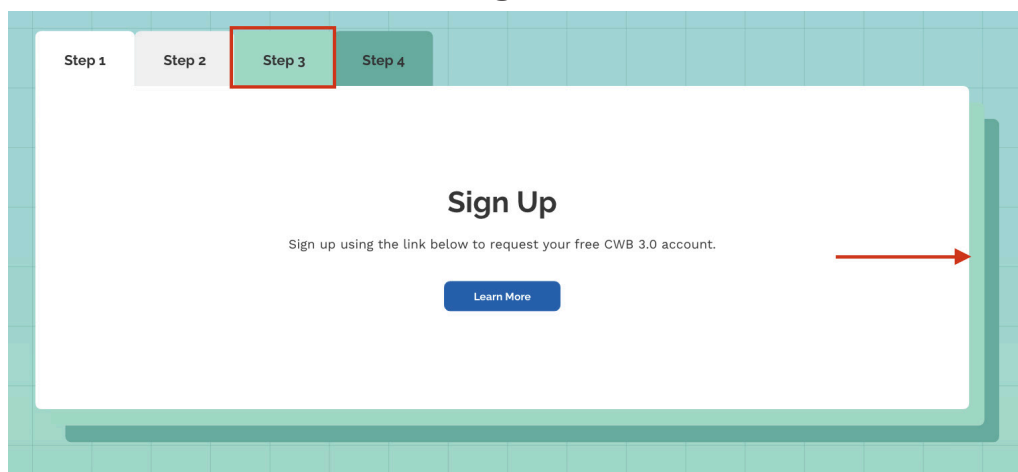 Step 1 Step 2 Step 3 Step 4
Sign Up
Sign up using the link below to request your free CWB 3.0 account.
Learn More